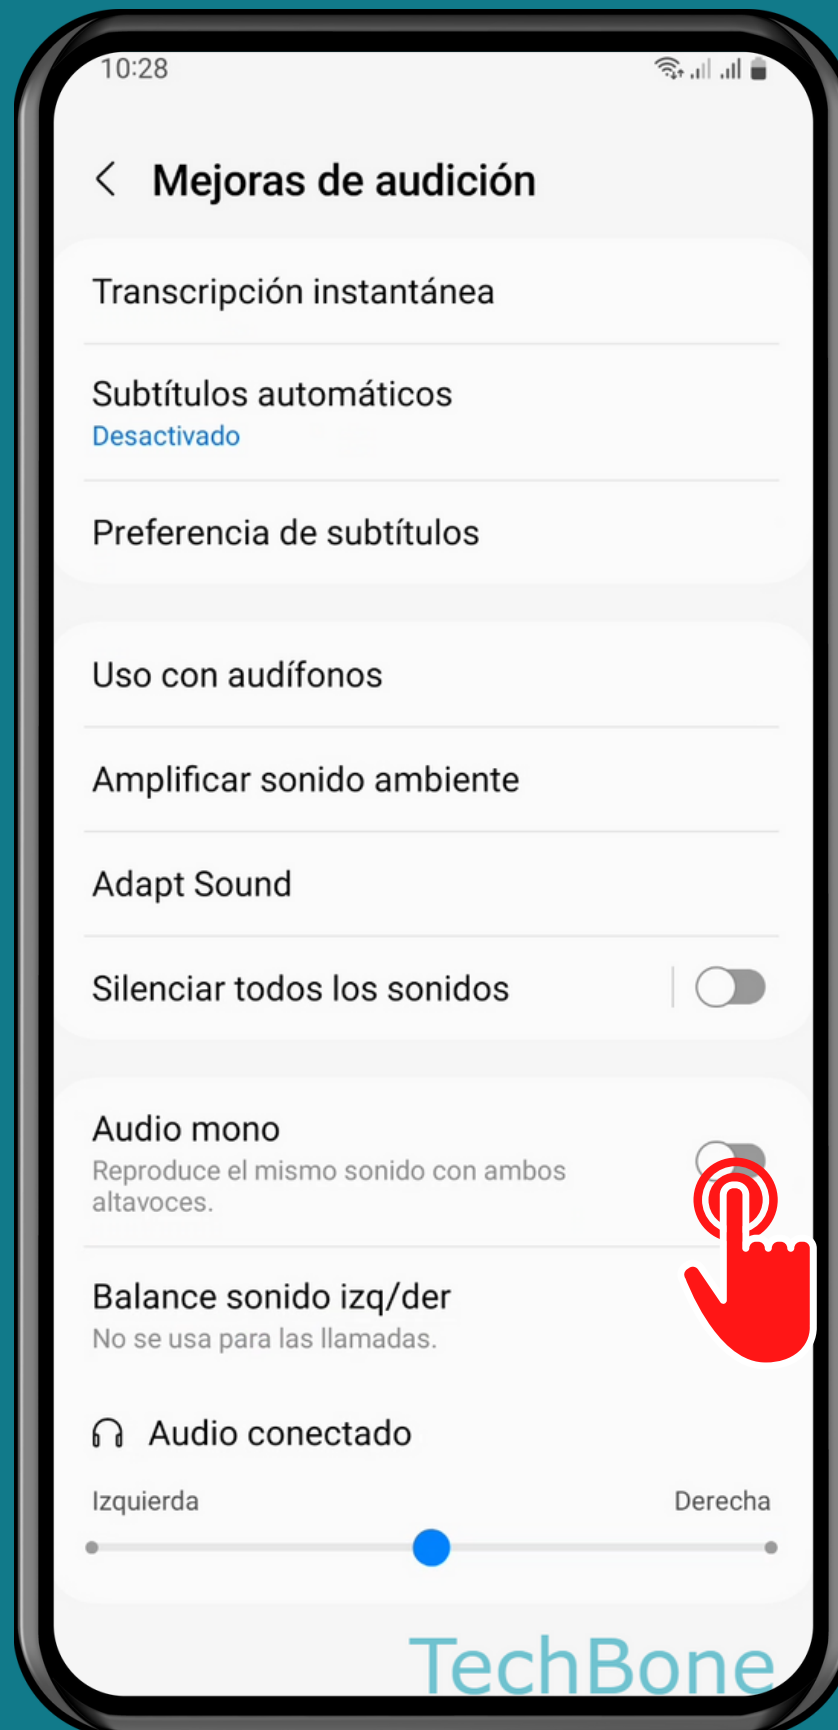 10:28
Mejoras de audición
Transcripción instantánea
Subtítulos automáticos
Desactivado
Preferencia de subtítulos
Uso con audífonos
Amplificar sonido ambiente
Adapt Sound
Silenciar todos los sonidos
Audio mono
Reproduce el mismo sonido con ambos
altavoces.
Balance sonido izq/der
No se usa para las llamadas.
Audio conectado
Izquierda Derecha
TechBone